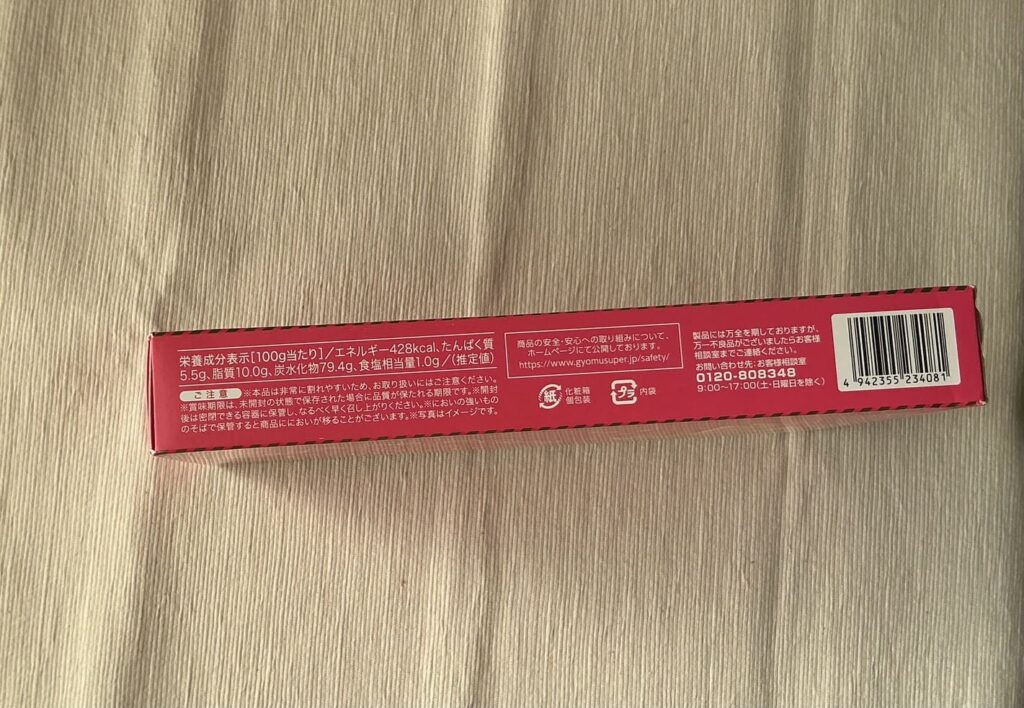 栄養成分表示[100g当たり]/エネルギー428kcal、たんぱく質
5.5g、脂質10.0g、炭水化物79.4g、食塩相当量1.0g/(推定値)
ご注意 ※本品は非常に割れやすいため、お取り扱いにはご注意ください。
※賞味期限は、未開封の状態で保存された場合に品質が保たれる期限です。※開封
後は密閉できる容器に保管し、なるべく早く召し上がりください。※においの強いもの
のそばで保管すると商品ににおいが移ることがございます。※写真はイメージです。
商品の安全・安心への取り組みについて、
ホームページにて公開しております。
https://www.gyomusuper.jp/safety/
紙 化粧箱
個包装
プラ 内袋
製品には万全を期しておりますが、
万一不良品がございましたらお客様
相談室までご連絡ください。
お問い合わせ先:お客様相談室
0120-808348
9:00~17:00(土・日曜日を除く)
4 942355 234081